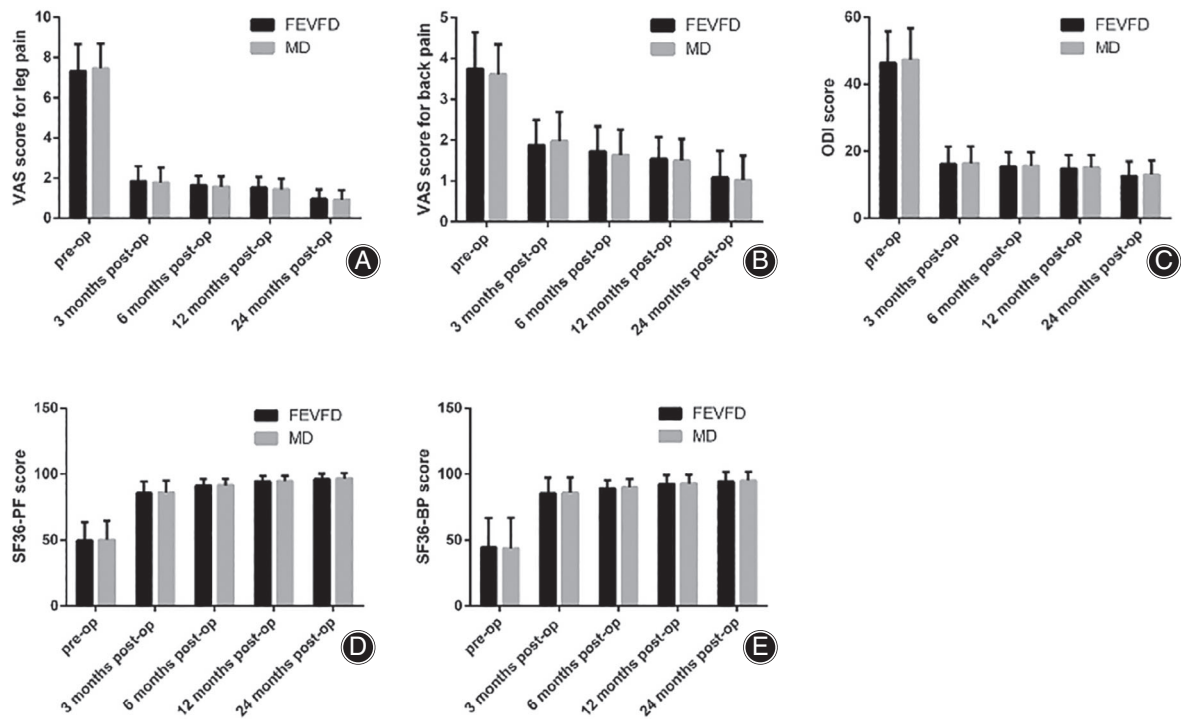 VAS score for leg pain
10
8
6
4
2
0
FEVFD
MD
pre-op
3 months post-op
6 months post-op
12 months post-op
24 months post-op
A
VAS score for back pain
5
4
3
2
1
0
FEVFD
MD
pre-op
3 months post-op
6 months post-op
12 months post-op
24 months post-op
B
ODI score
60
40
20
0
FEVFD
MD
pre-op
3 months post-op
6 months post-op
12 months post-op
24 months post-op
C
SF36-PF score
150
100
50
0
FEVFD
MD
pre-op
3 months post-op
6 months post-op
12 months post-op
24 months post-op
D
SF36-BP score
150
100
50
0
FEVFD
MD
pre-op
3 months post-op
6 months post-op
12 months post-op
24 months post-op
E